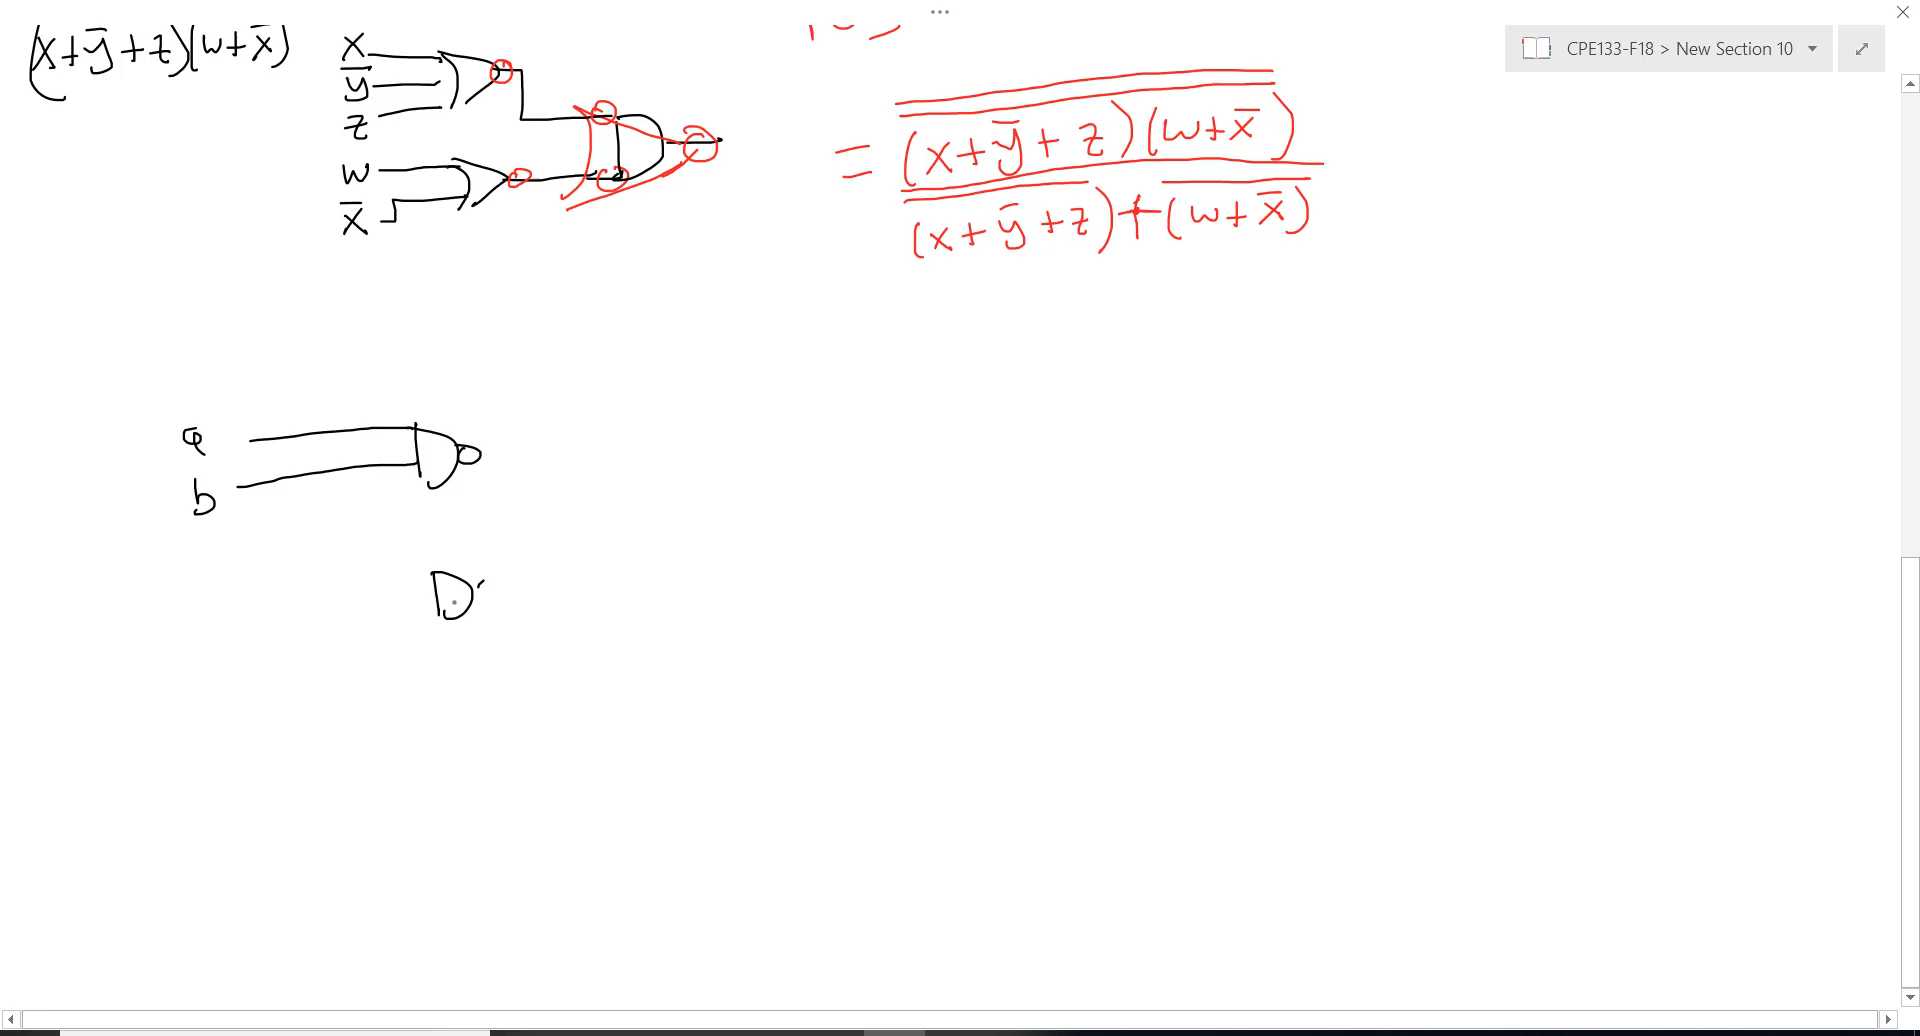 (x+y̅+z)(w+x̅)
x
y̅
z
w
x̅
CPE133-F18 > New Section 10
= (x+y̅+z)(w+x̅)
(x+y̅+z)+(w+x̅)
a
b